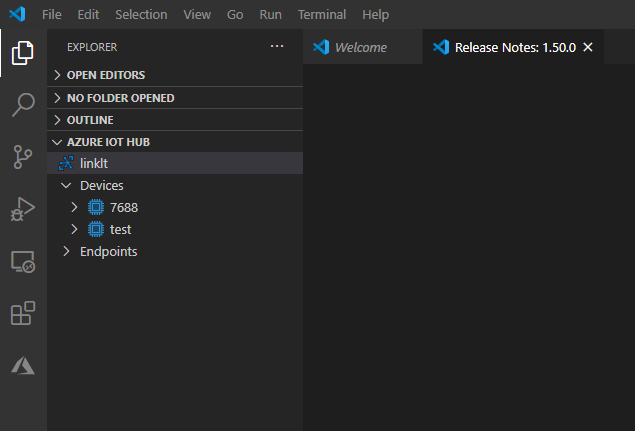 File Edit Selection View Go Run Terminal Help
EXPLORER ...
Welcome
Release Notes: 1.50.0
OPEN EDITORS
NO FOLDER OPENED
OUTLINE
AZURE IOT HUB
linkIt
Devices
7688
test
Endpoints